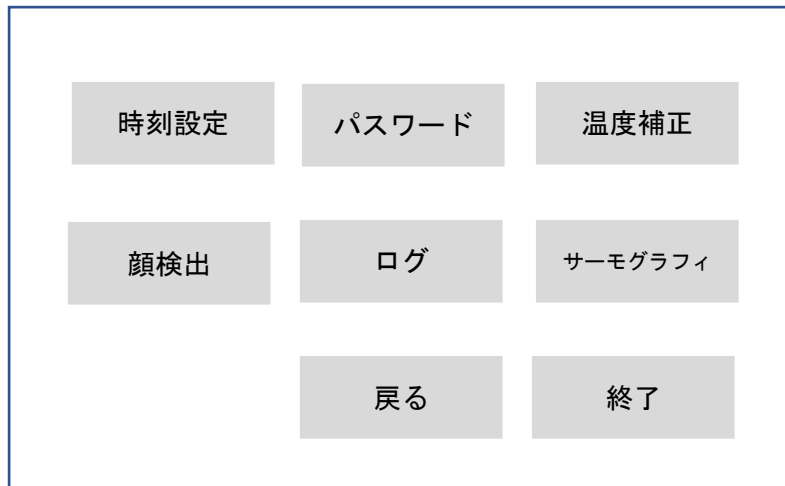 時刻設定
パスワード
温度補正
顔検出
ログ
サーモグラフィ
戻る
終了